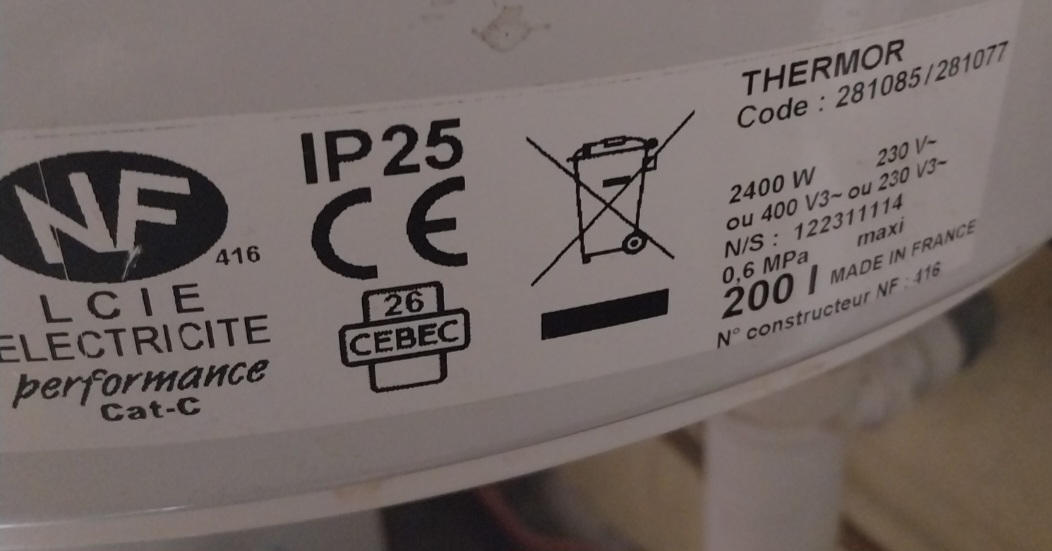 NF
416
LCIE
ELECTRICITE
performance
Cat-C
IP25
CE
26
CEBEC
THERMOR
Code : 281085/281077
2400 W 230 V~
ou 400 V3~ ou 230 V3~
N/S : 122311114
0,6 MPa maxi
200 l MADE IN FRANCE
N° constructeur NF : 416